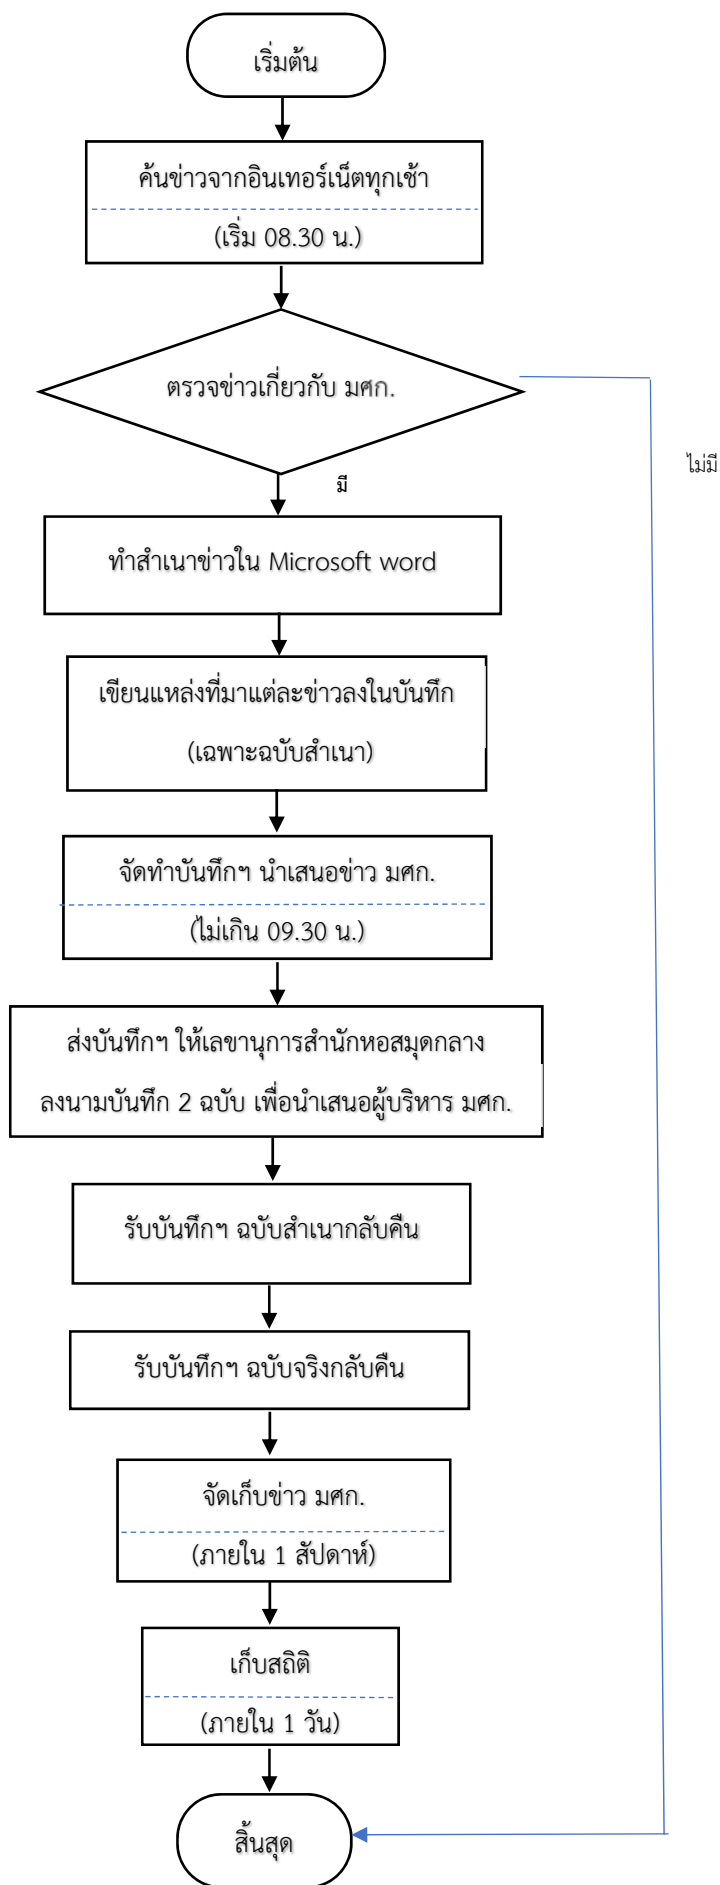 เริ่มต้น
ค้นข่าวจากอินเทอร์เน็ตทุกเช้า
(เริ่ม 08.30 น.)
ตรวจข่าวเกี่ยวกับ มศก.
ไม่มี
มี
ทำสำเนาข่าวใน Microsoft word
เขียนแหล่งที่มาแต่ละข่าวลงในบันทึก
(เฉพาะฉบับสำเนา)
จัดทำบันทึกฯ นำเสนอข่าว มศก.
(ไม่เกิน 09.30 น.)
ส่งบันทึกฯ ให้เลขานุการสำนักหอสมุดกลาง
ลงนามบันทึก 2 ฉบับ เพื่อนำเสนอผู้บริหาร มศก.
รับบันทึกฯ ฉบับสำเนากลับคืน
รับบันทึกฯ ฉบับจริงกลับคืน
จัดเก็บข่าว มศก.
(ภายใน 1 สัปดาห์)
เก็บสถิติ
(ภายใน 1 วัน)
สิ้นสุด